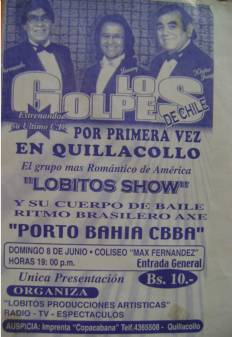 LOS
GOLPES
DE CHILE
Estrenando
su Ultimo C.D.
POR PRIMERA VEZ
EN QUILLACOLLO
El grupo mas Romántico de América
"LOBITOS SHOW"
Y SU CUERPO DE BAILE
RITMO BRASILERO AXE
"PORTO BAHIA CBBA"
DOMINGO 8 DE JUNIO • COLISEO "MAX FERNANDEZ"
HORAS 19:00 p.m.
Entrada General
Unica Presentación
Bs. 10.-
ORGANIZA
"LOBITOS PRODUCCIONES ARTISTICAS"
RADIO - TV - ESPECTACULOS
AUSPICIA: Imprenta "Copacabana" Telf. 4365508 - Quillacollo